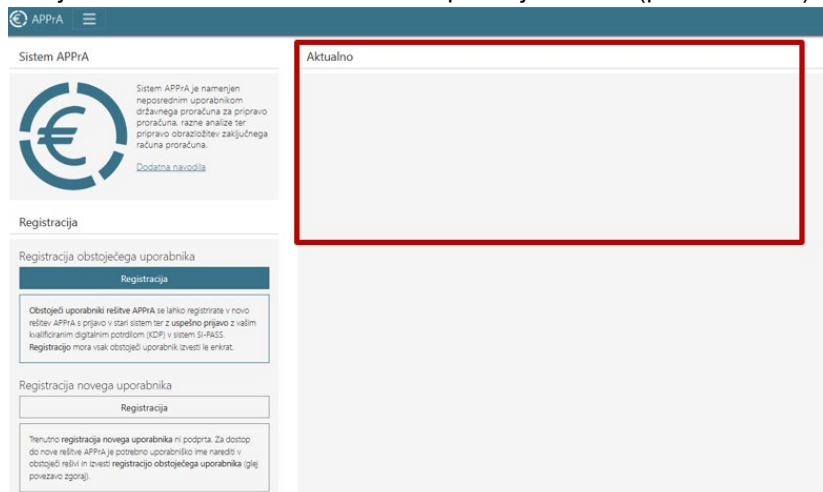 APPrA
Sistem APPrA
Aktualno
Sistem APPrA je namenjen
neposrednim uporabnikom
državnega proračuna za pripravo
proračuna, razne analize ter
pripravo obrazložitev zaključnega
računa proračuna.
Dodatna navodila
Registracija
Registracija obstoječega uporabnika
Registracija
Obstoječi uporabniki rešitve APPrA se lahko registrirate v novo
rešitev APPrA s prijavo v stari sistem ter z uspešno prijavo z vašim
kvalificiranim digitalnim potrdilom (KDP) v sistem SI-PASS.
Registracijo mora vsak obstoječi uporabnik izvesti le enkrat.
Registracija novega uporabnika
Registracija
Trenutno registracija novega uporabnika ni podprta. Za dostop
do nove rešitve APPrA je potrebno uporabniško ime narediti v
obstoječi rešivi in izvesti registracijo obstoječega uporabnika (glej
povezavo zgoraj).